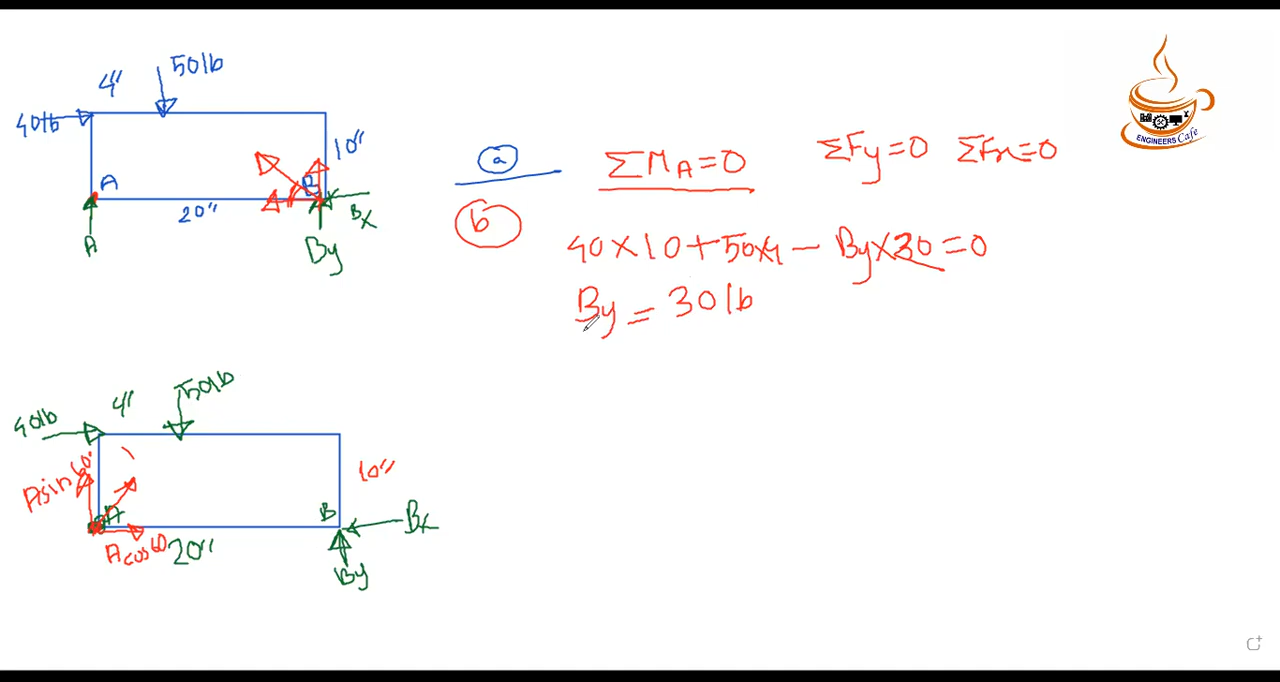 4" 50lb
40lb
10"
A B
20"
Bx
A
By
ENGINEERS Cafe
a ΣMA=0 ΣFy=0 ΣFx=0
b
40×10+50×4 - By×20=0
By = 30lb
4" 50lb
40lb
Asin60°
10"
A B
Bx
Acos60 20"
By